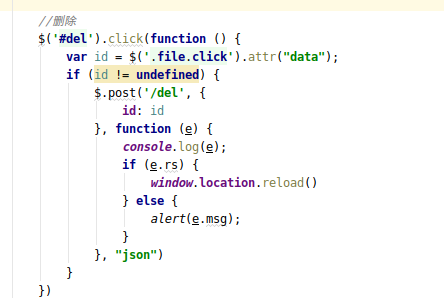 //删除
$('#del').click(function () {
    var id = $('.file.click').attr("data");
    if (id != undefined) {
        $.post('/del', {
            id: id
        }, function (e) {
            console.log(e);
            if (e.rs) {
                window.location.reload()
            } else {
                alert(e.msg);
            }
        }, "json")
    }
})